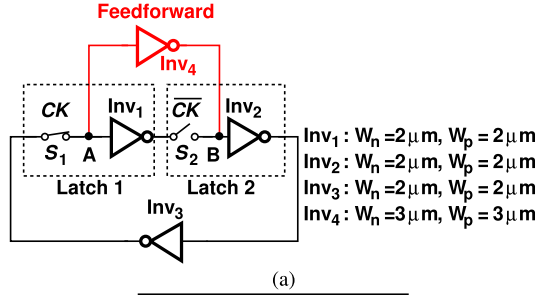 Feedforward
Inv4
CK
Inv1
C̅K̅
Inv2
S1
A
S2
B
Latch 1
Latch 2
Inv3
Inv1 : Wn=2μm, Wp = 2μm
Inv2 : Wn=2μm, Wp = 2μm
Inv3 : Wn=2μm, Wp = 2μm
Inv4 : Wn=3μm, Wp = 3μm
(a)